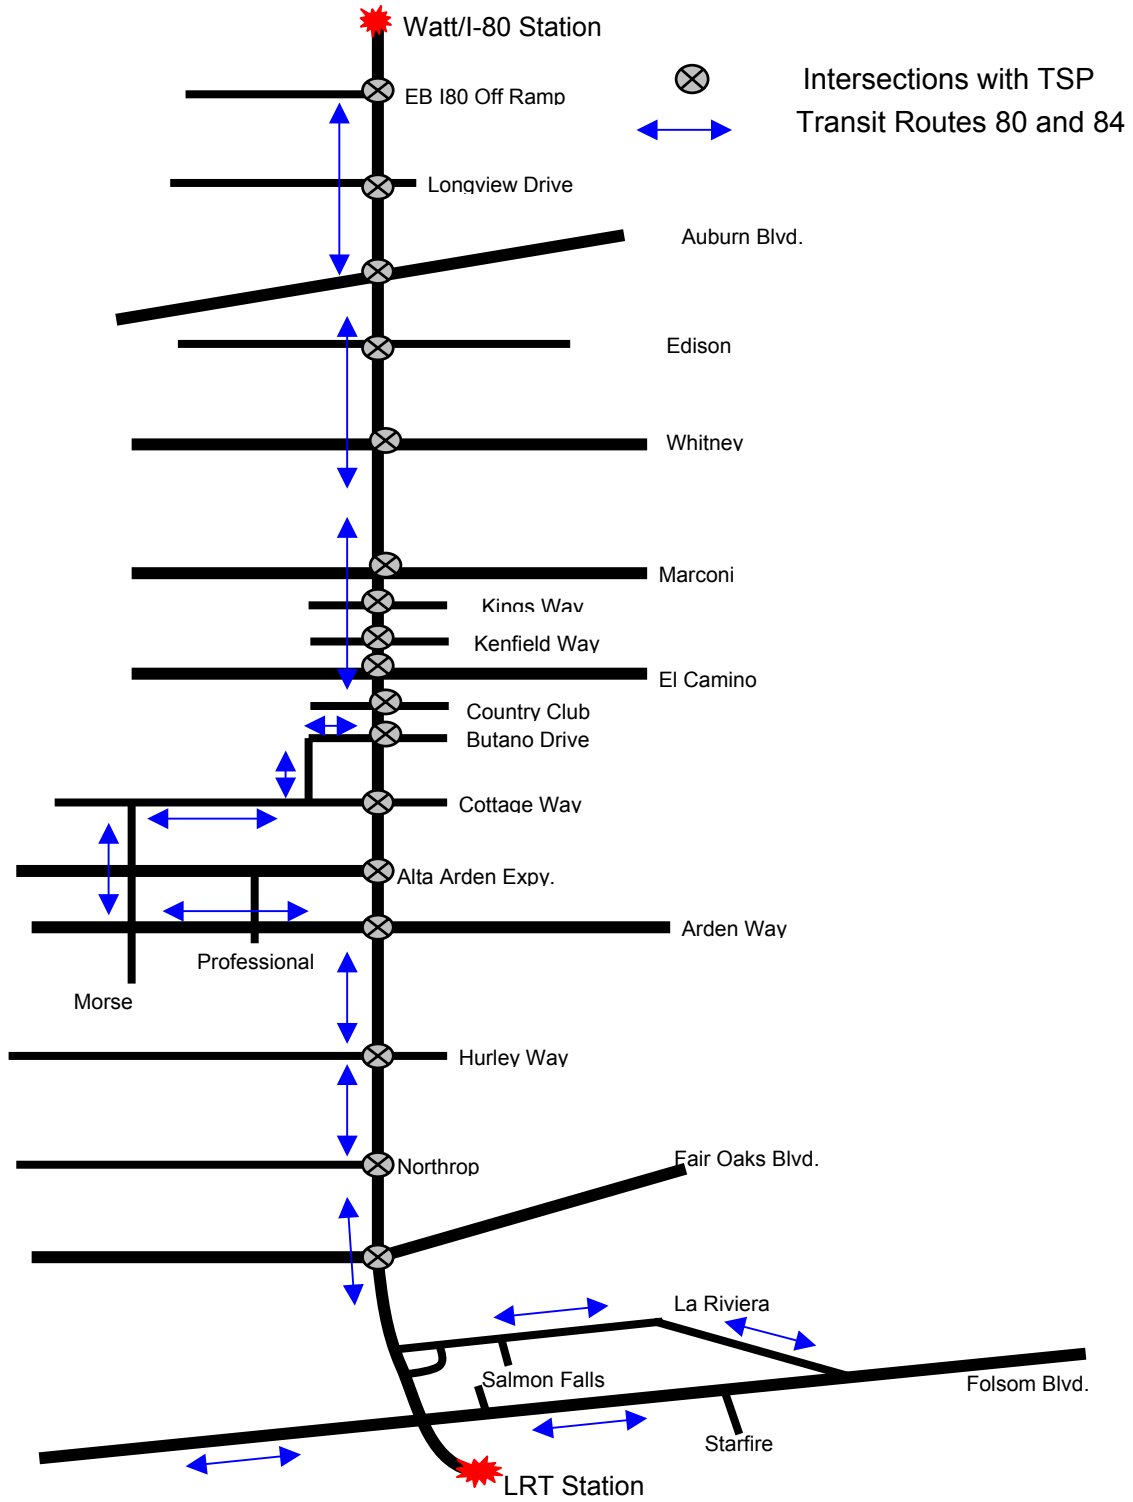 Watt/I-80 Station
Intersections with TSP
EB I80 Off Ramp
Transit Routes 80 and 84
Longview Drive
Auburn Blvd.
Edison
Whitney
Marconi
Kings Way
Kenfield Way
El Camino
Country Club
Butano Drive
Cottage Way
Alta Arden Expy.
Arden Way
Professional
Morse
Hurley Way
Northrop
Fair Oaks Blvd.
La Riviera
Salmon Falls
Folsom Blvd.
Starfire
LRT Station